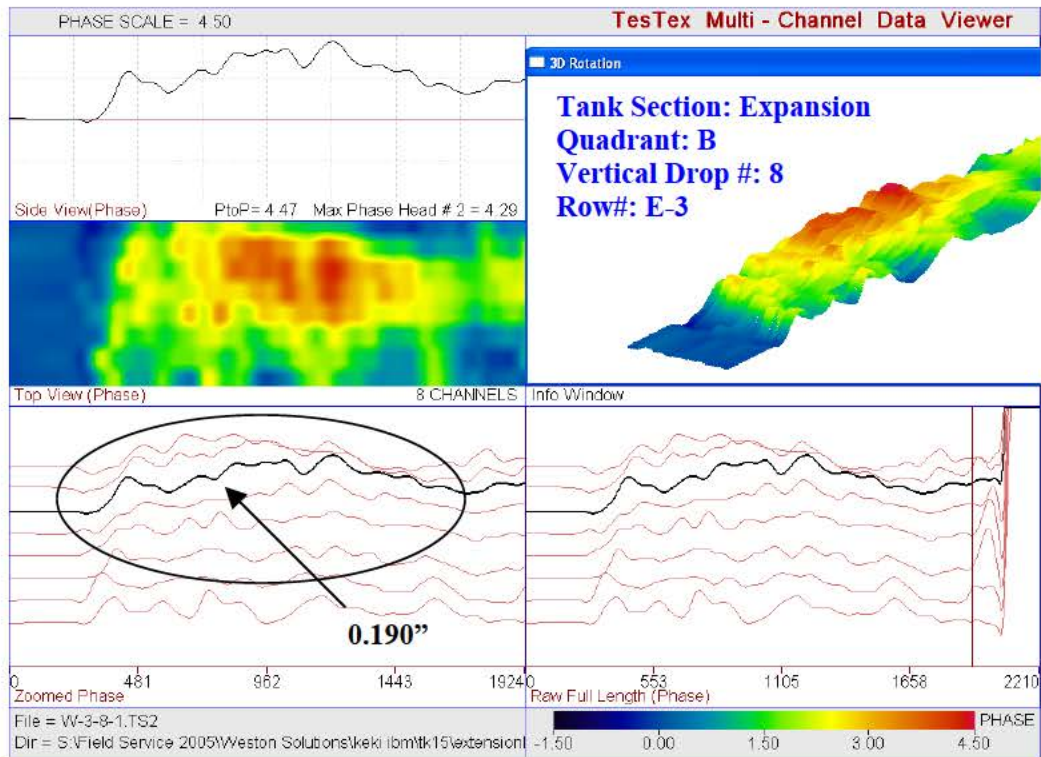 PHASE SCALE = 4.50
TesTex Multi - Channel Data Viewer
3D Rotation
Tank Section: Expansion
Quadrant: B
Vertical Drop #: 8
Row#: E-3
Side View(Phase) PtoP= 4.47 Max Phase Head # 2 = 4.29
Top View (Phase) 8 CHANNELS
Info Window
0.190”
0 481 962 1443 1924
Zoomed Phase
0 553 1105 1658 2210
Raw Full Length (Phase)
File = W-3-8-1.TS2
Dir = S:\Field Service 2005\Weston Solutions\keki ibm\tk15\extension\
PHASE
-1.50 0.00 1.50 3.00 4.50